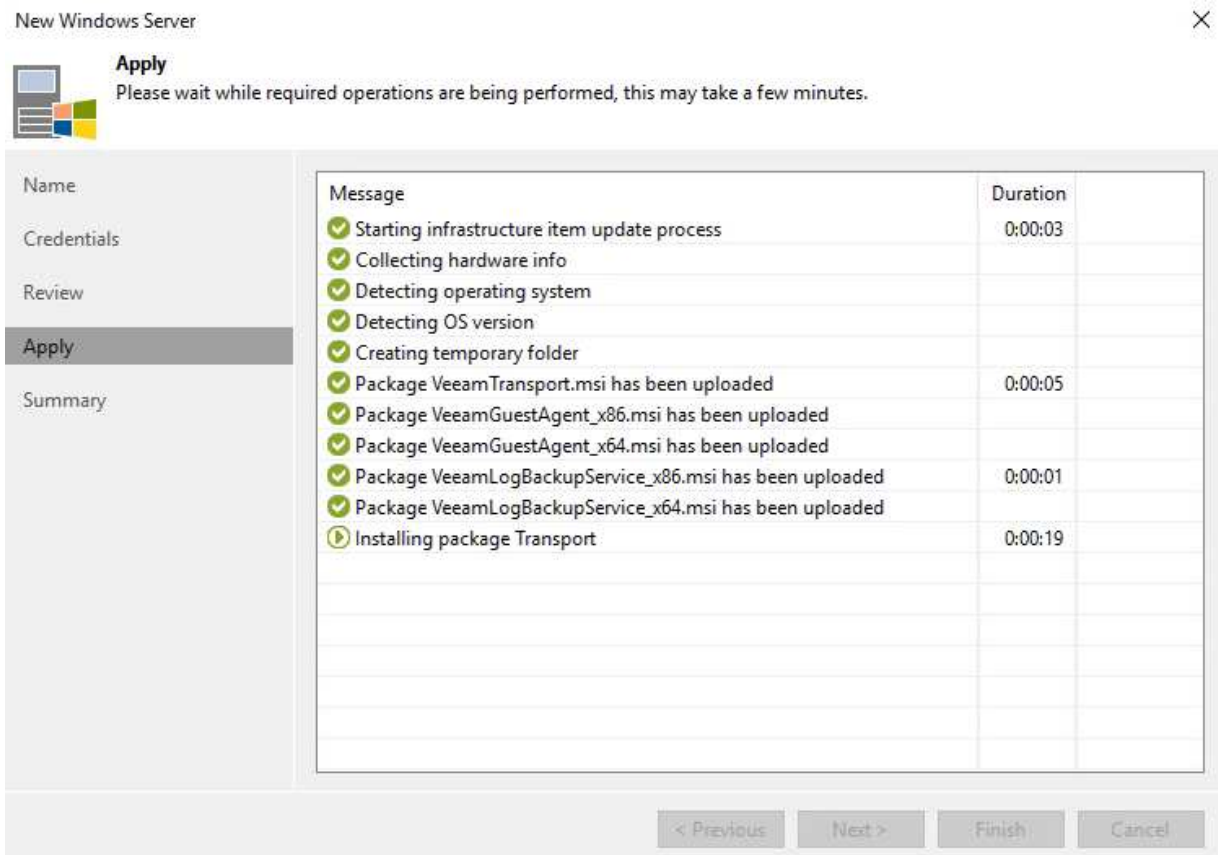 New Windows Server
Apply
Please wait while required operations are being performed, this may take a few minutes.
Name
Credentials
Review
Apply
Summary
Message Duration
Starting infrastructure item update process 0:00:03
Collecting hardware info
Detecting operating system
Detecting OS version
Creating temporary folder
Package VeeamTransport.msi has been uploaded 0:00:05
Package VeeamGuestAgent_x86.msi has been uploaded
Package VeeamGuestAgent_x64.msi has been uploaded
Package VeeamLogBackupService_x86.msi has been uploaded 0:00:01
Package VeeamLogBackupService_x64.msi has been uploaded
Installing package Transport 0:00:19
< Previous Next > Finish Cancel